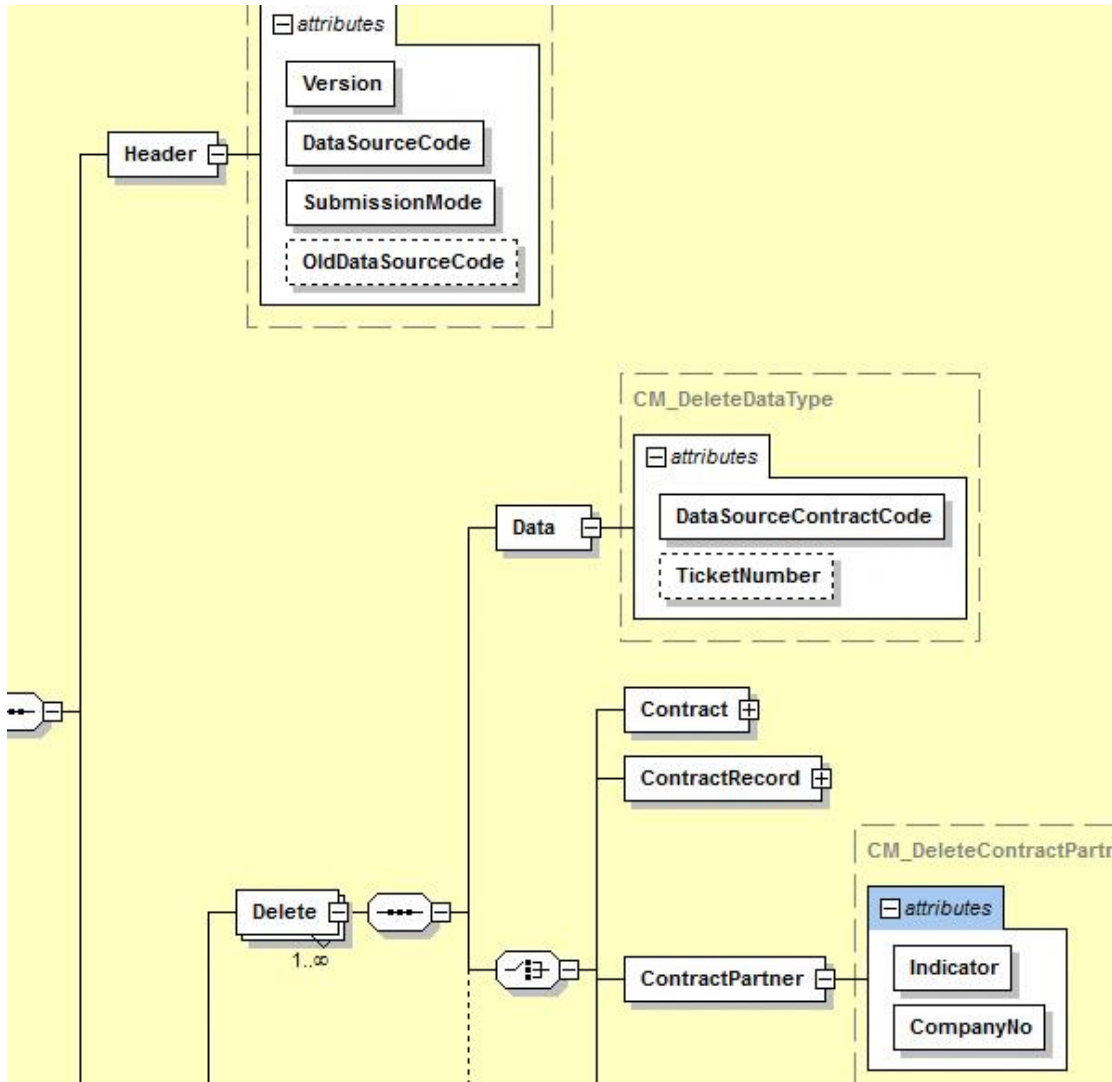 attributes
Version
DataSourceCode
Header
SubmissionMode
OldDataSourceCode
CM_DeleteDataType
attributes
DataSourceContractCode
Data
TicketNumber
Contract
ContractRecord
CM_DeleteContractPartn
Delete
1..∞
attributes
Indicator
ContractPartner
CompanyNo